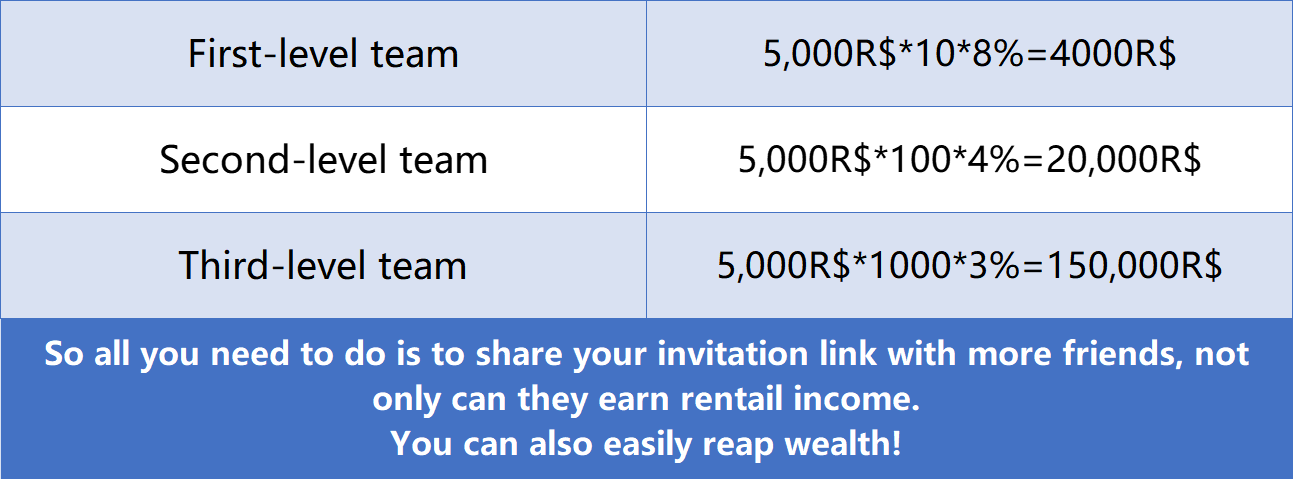 First-level team 5,000R$*10*8%=4000R$
Second-level team 5,000R$*100*4%=20,000R$
Third-level team 5,000R$*1000*3%=150,000R$
So all you need to do is to share your invitation link with more friends, not
only can they earn rentail income.
You can also easily reap wealth!